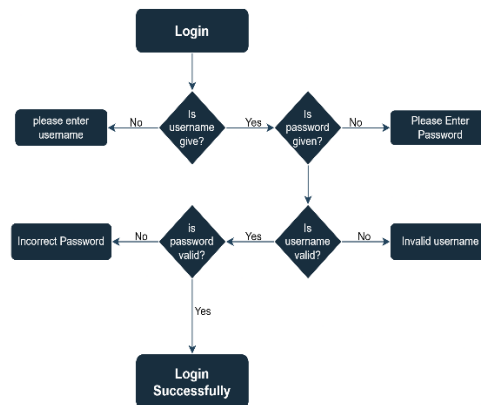 Login
please enter
username
No
Is
username
give?
Yes
Is
password
given?
No
Please Enter
Password
Incorrect Password
No
is
password
valid?
Yes
Is
username
valid?
No
Invalid username
Yes
Login
Successfully